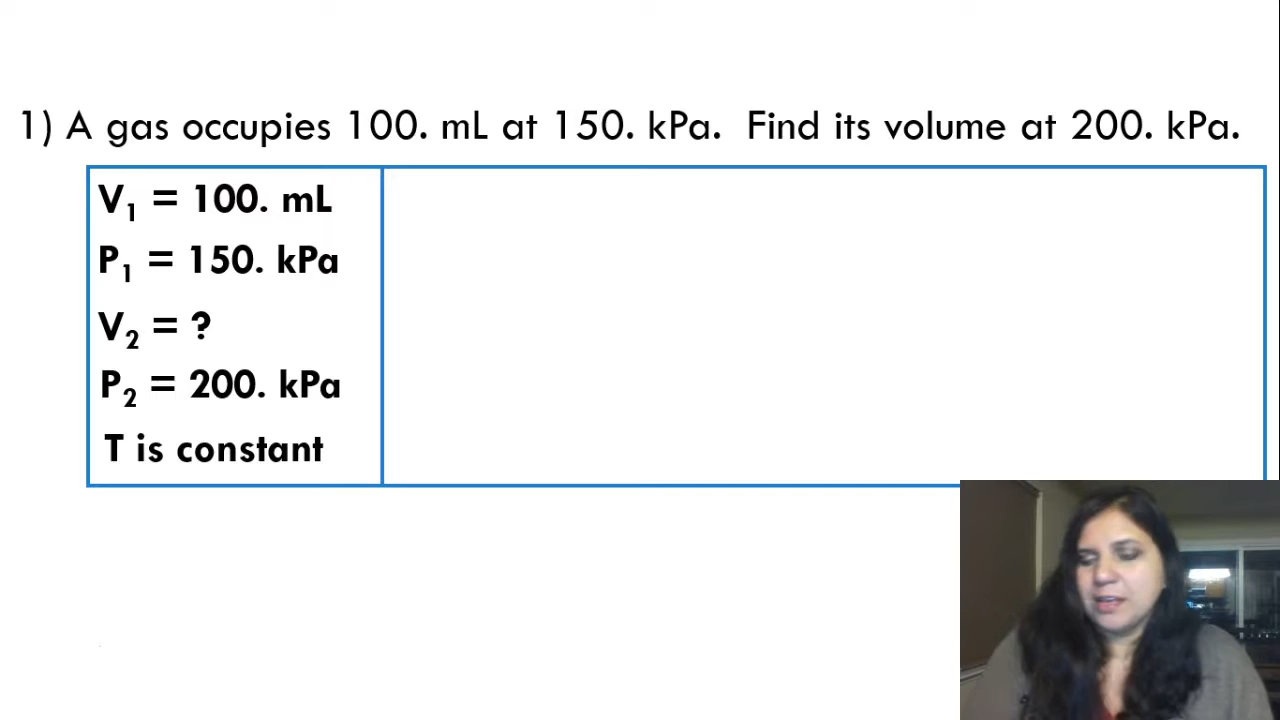 1) A gas occupies 100. mL at 150. kPa. Find its volume at 200. kPa.
V₁ = 100. mL
P₁ = 150. kPa
V₂ = ?
P₂ = 200. kPa
T is constant